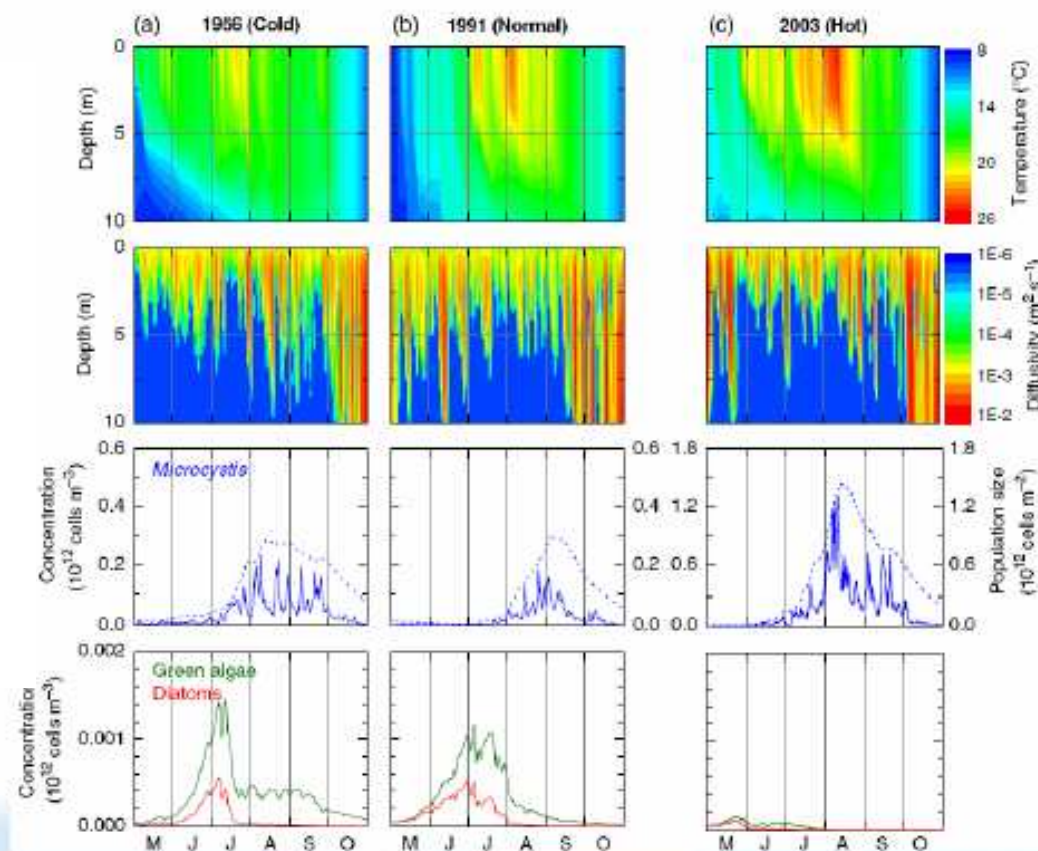 (a) 1956 (Cold) (b) 1991 (Normal) (c) 2003 (Hot)
0
5
10
Depth (m)
8
14
20
26
Temperature (°C)
0
5
10
Depth (m)
1E-6
1E-5
1E-4
1E-3
1E-2
Diffusivity (m² s⁻¹)
0.6
0.4
0.2
0.0
Concentration
(10¹² cells m⁻³)
Microcystis
0.6 1.8
0.4 1.2
0.2 0.6
0.0 0.0
1.8
1.2
0.6
0.0
Population size
(10¹² cells m⁻²)
0.002
0.001
0.000
Concentration
(10¹² cells m⁻³)
Green algae
Diatoms
M J J A S O M J J A S O M J J A S O